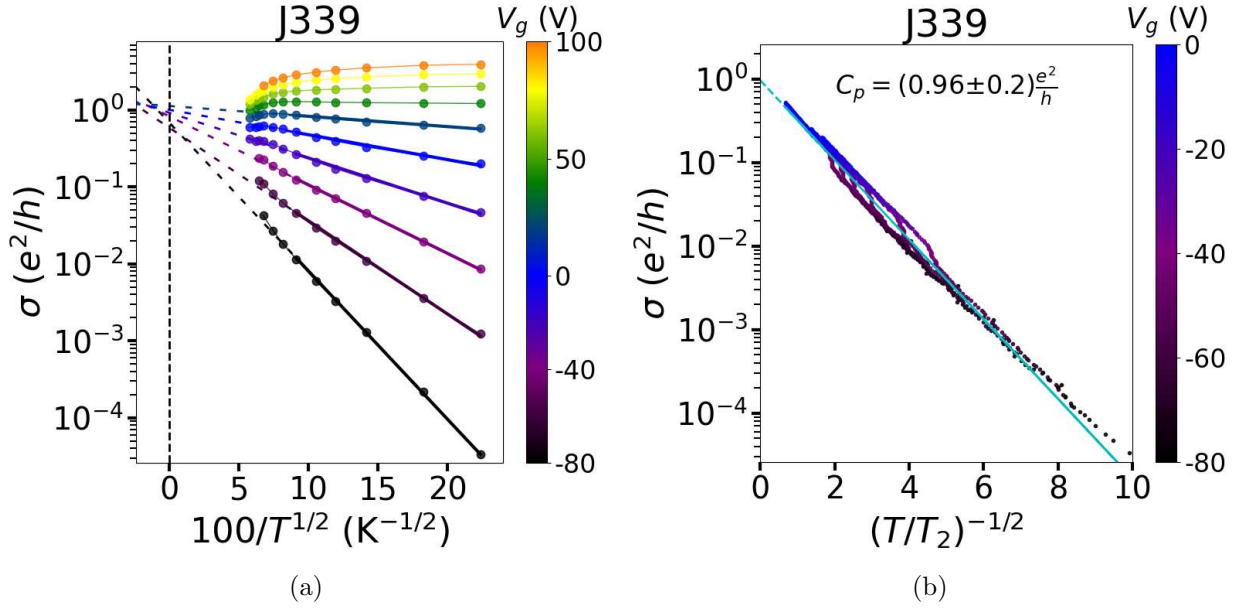 J339
V_g (V)
100
50
0
-40
-80
10^0
10^-1
10^-2
10^-3
10^-4
σ (e^2/h)
0 5 10 15 20
100/T^1/2 (K^-1/2)
(a)
J339
V_g (V)
C_p = (0.96±0.2) e^2/h
0
-20
-40
-60
-80
10^0
10^-1
10^-2
10^-3
10^-4
σ (e^2/h)
0 2 4 6 8 10
(T/T_2)^-1/2
(b)